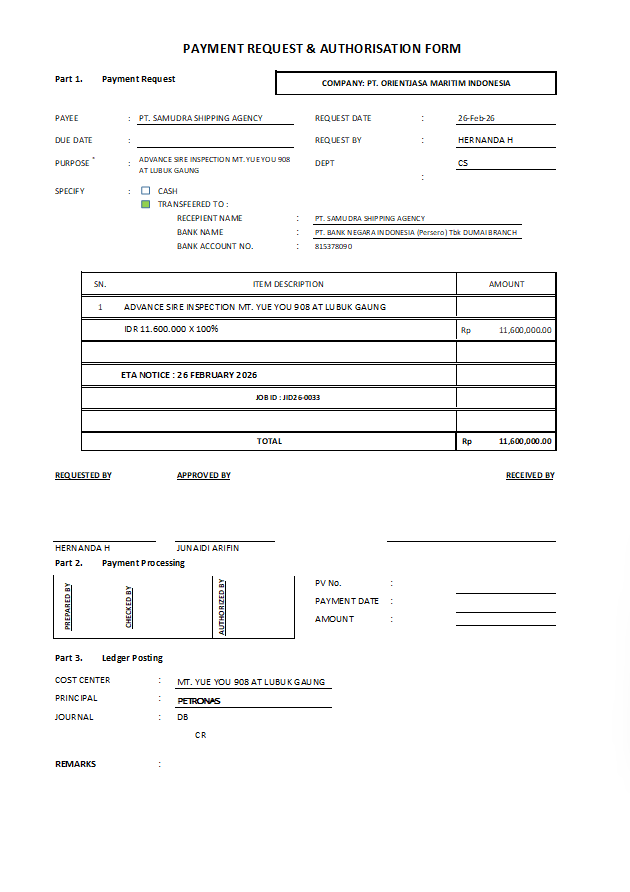 PAYMENT REQUEST & AUTHORISATION FORM
Part 1. Payment Request
COMPANY: PT. ORIENTJASA MARITIM INDONESIA
PAYEE : PT. SAMUDRA SHIPPING AGENCY REQUEST DATE : 26-Feb-26
DUE DATE : REQUEST BY : HERNANDA H
PURPOSE * : ADVANCE SIRE INSPECTION MT. YUE YOU 908 AT LUBUK GAUNG DEPT : CS
SPECIFY : CASH
TRANSFEERED TO :
RECEPIENT NAME : PT. SAMUDRA SHIPPING AGENCY
BANK NAME : PT. BANK NEGARA INDONESIA (Persero) Tbk DUMAI BRANCH
BANK ACCOUNT NO. : 815378090
SN. ITEM DESCRIPTION AMOUNT
1 ADVANCE SIRE INSPECTION MT. YUE YOU 908 AT LUBUK GAUNG
IDR 11.600.000 X 100% Rp 11,600,000.00
ETA NOTICE : 26 FEBRUARY 2026
JOB ID : JID26-0033
TOTAL Rp 11,600,000.00
REQUESTED BY APPROVED BY RECEIVED BY
HERNANDA H JUNAIDI ARIFIN
Part 2. Payment Processing
PREPARED BY CHECKED BY AUTHORIZED BY
PV No. :
PAYMENT DATE :
AMOUNT :
Part 3. Ledger Posting
COST CENTER : MT. YUE YOU 908 AT LUBUK GAUNG
PRINCIPAL : PETRONAS
JOURNAL : DB
CR
REMARKS :